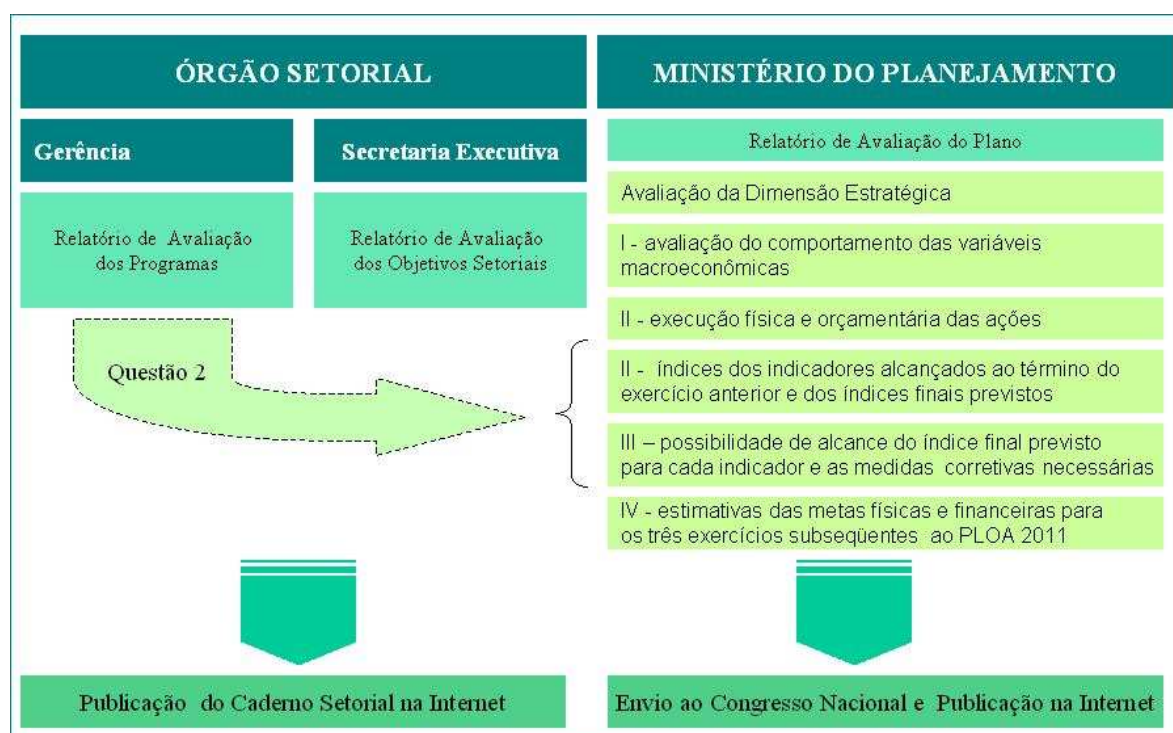 ÓRGÃO SETORIAL
Gerência
Secretaria Executiva
Relatório de Avaliação
dos Programas
Relatório de Avaliação
dos Objetivos Setoriais
Questão 2
Publicação do Caderno Setorial na Internet
MINISTÉRIO DO PLANEJAMENTO
Relatório de Avaliação do Plano
Avaliação da Dimensão Estratégica
I - avaliação do comportamento das variáveis
macroeconômicas
II - execução física e orçamentária das ações
II - índices dos indicadores alcançados ao término do
exercício anterior e dos índices finais previstos
III – possibilidade de alcance do índice final previsto
para cada indicador e as medidas corretivas necessárias
IV - estimativas das metas físicas e financeiras para
os três exercícios subseqüentes ao PLOA 2011
Envio ao Congresso Nacional e Publicação na Internet